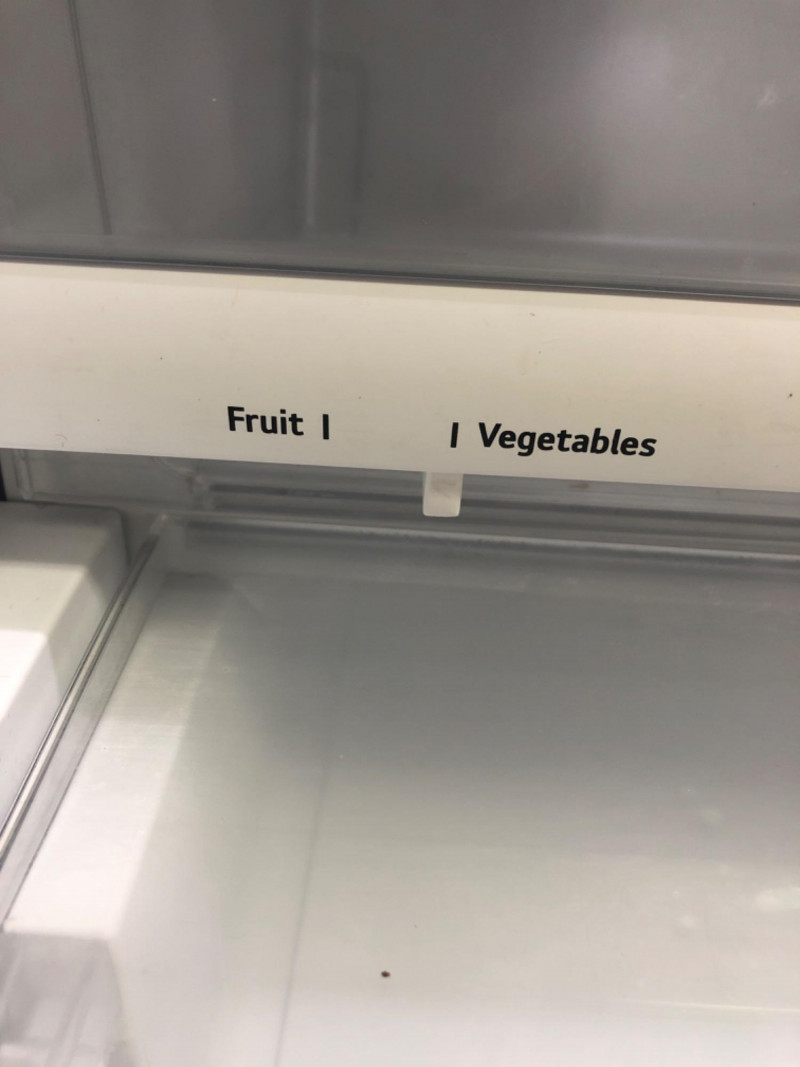 Fruit | | Vegetables